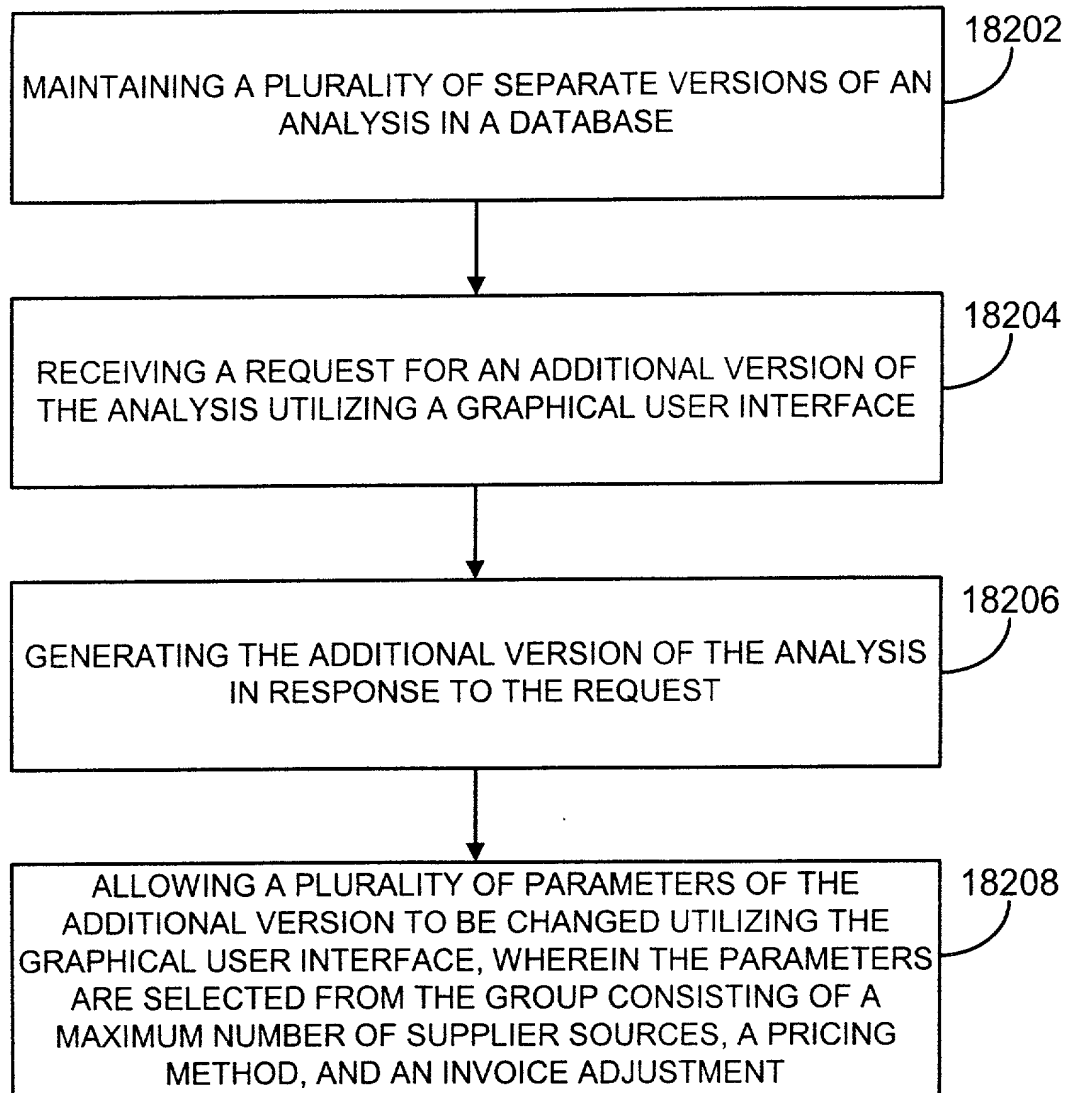 18202
MAINTAINING A PLURALITY OF SEPARATE VERSIONS OF AN
ANALYSIS IN A DATABASE
18204
RECEIVING A REQUEST FOR AN ADDITIONAL VERSION OF
THE ANALYSIS UTILIZING A GRAPHICAL USER INTERFACE
18206
GENERATING THE ADDITIONAL VERSION OF THE ANALYSIS
IN RESPONSE TO THE REQUEST
18208
ALLOWING A PLURALITY OF PARAMETERS OF THE
ADDITIONAL VERSION TO BE CHANGED UTILIZING THE
GRAPHICAL USER INTERFACE, WHEREIN THE PARAMETERS
ARE SELECTED FROM THE GROUP CONSISTING OF A
MAXIMUM NUMBER OF SUPPLIER SOURCES, A PRICING
METHOD, AND AN INVOICE ADJUSTMENT